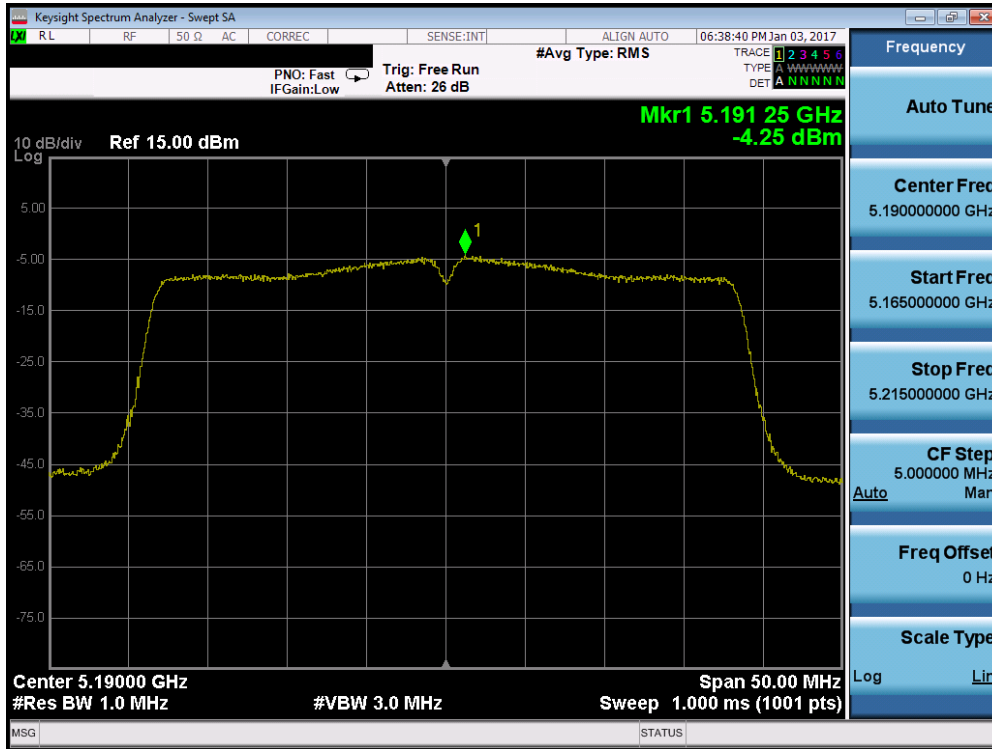 Keysight Spectrum Analyzer - Swept SA
LXI RL RF 50 Ω AC CORREC SENSE:INT ALIGN AUTO 06:38:40 PM Jan 03, 2017
#Avg Type: RMS TRACE 1 2 3 4 5 6
PNO: Fast Trig: Free Run TYPE A WWWWW
IFGain:Low Atten: 26 dB DET A N N N N N
Mkr1 5.191 25 GHz
-4.25 dBm
10 dB/div Ref 15.00 dBm
Log
1
5.00
-5.00
-15.0
-25.0
-35.0
-45.0
-55.0
-65.0
-75.0
Center 5.19000 GHz Span 50.00 MHz
#Res BW 1.0 MHz #VBW 3.0 MHz Sweep 1.000 ms (1001 pts)
MSG STATUS
Frequency
Auto Tune
Center Freq
5.190000000 GHz
Start Freq
5.165000000 GHz
Stop Freq
5.215000000 GHz
CF Step
5.000000 MHz
Auto Man
Freq Offset
0 Hz
Scale Type
Log Lin